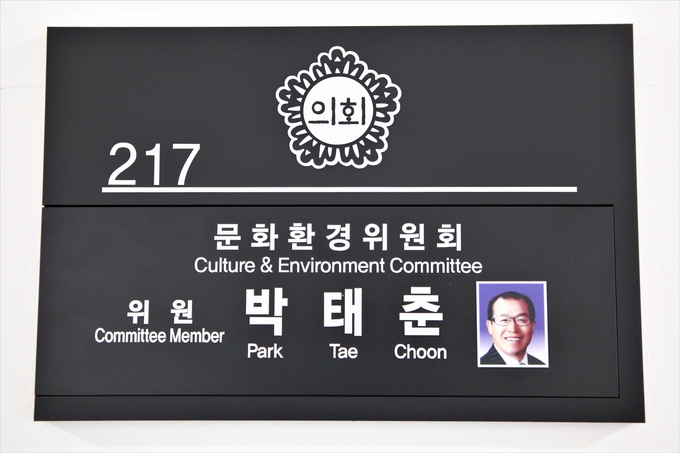 의회
217
문화환경위원회
Culture & Environment Committee
위원 박 태 춘
Committee Member Park Tae Choon